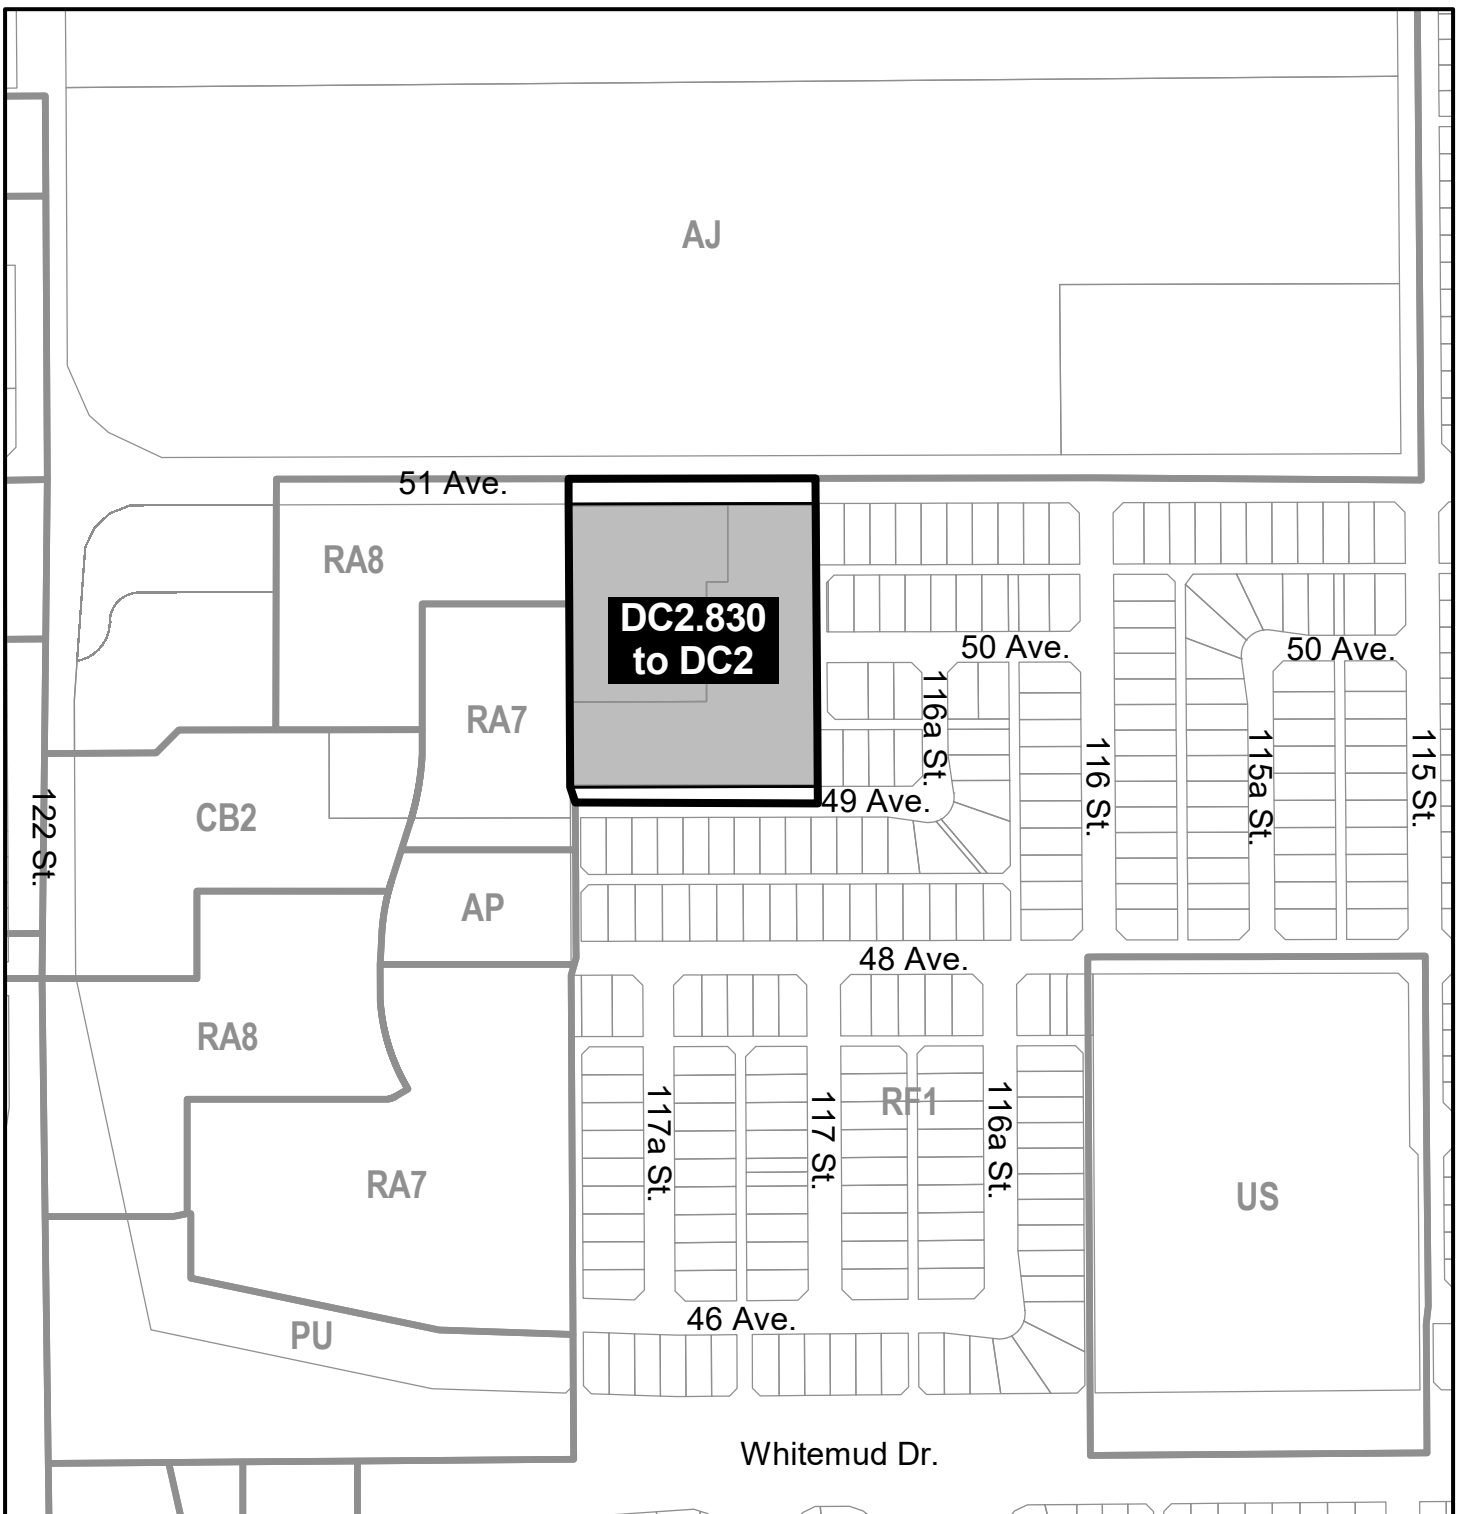 AJ
51 Ave.
RA8
DC2.830
to DC2
50 Ave.
50 Ave.
116a St.
RA7
116 St.
115a St.
115 St.
122 St.
CB2
49 Ave.
AP
48 Ave.
RA8
117a St.
117 St.
RF1
116a St.
RA7
US
46 Ave.
PU
Whitemud Dr.